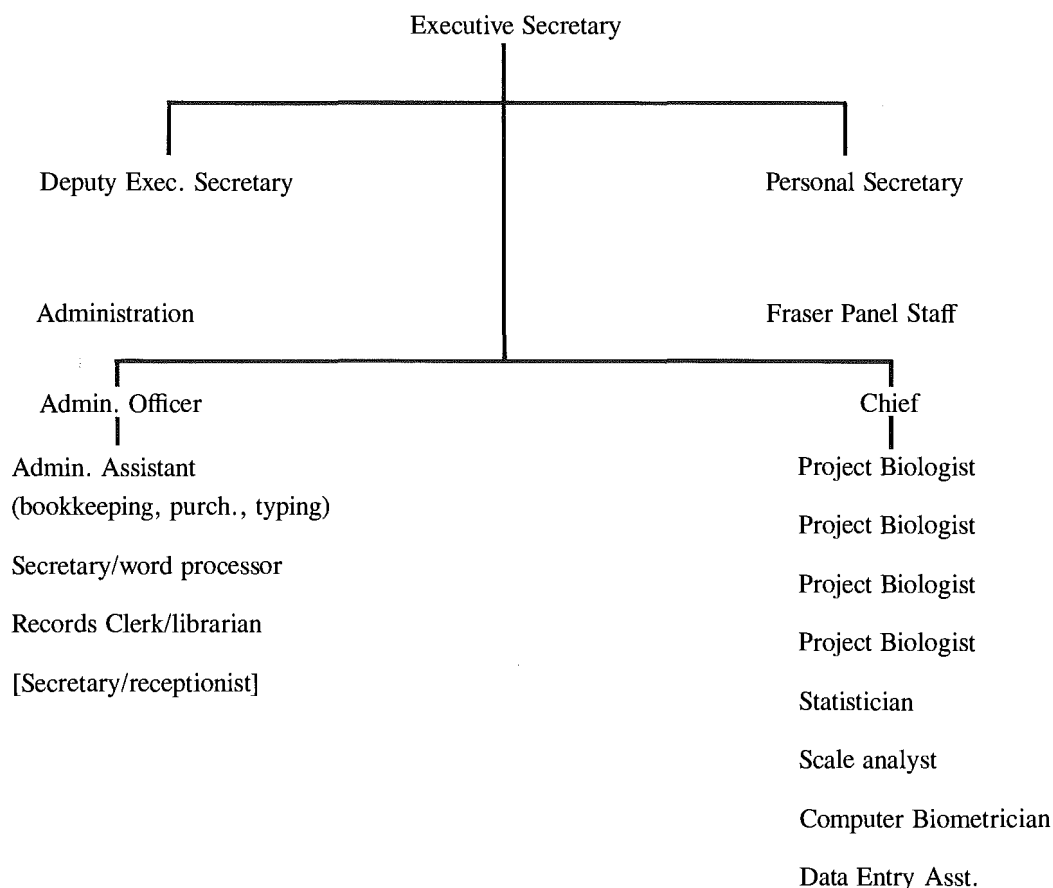 Executive Secretary
Deputy Exec. Secretary
Personal Secretary
Administration
Fraser Panel Staff
Admin. Officer
Chief
Admin. Assistant
(bookkeeping, purch., typing)
Secretary/word processor
Records Clerk/librarian
[Secretary/receptionist]
Project Biologist
Project Biologist
Project Biologist
Project Biologist
Statistician
Scale analyst
Computer Biometrician
Data Entry Asst.